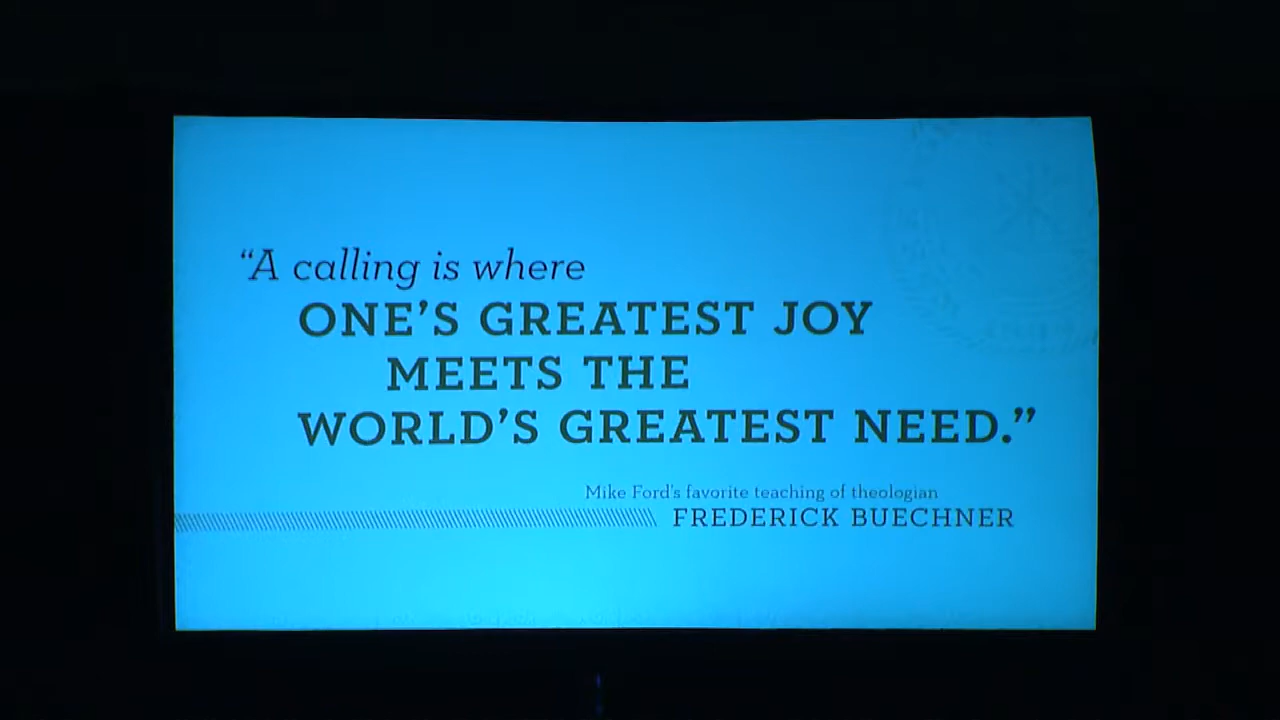 “A calling is where
ONE’S GREATEST JOY
MEETS THE
WORLD’S GREATEST NEED.”
Mike Ford’s favorite teaching of theologian
FREDERICK BUECHNER